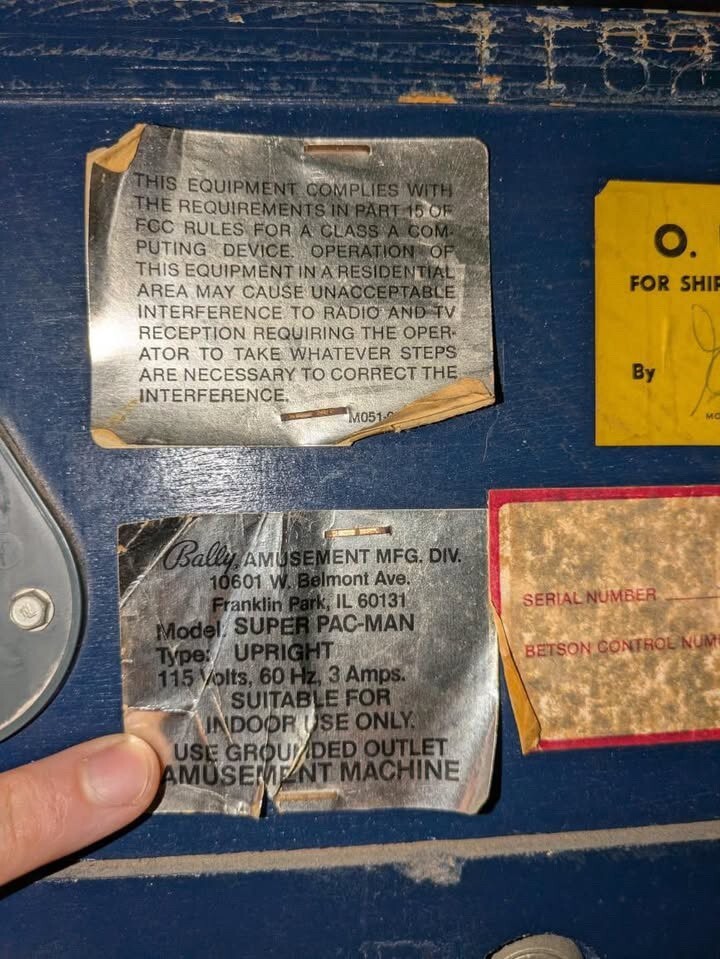 1188
THIS EQUIPMENT COMPLIES WITH
THE REQUIREMENTS IN PART 15 OF
FCC RULES FOR A CLASS A COM-
PUTING DEVICE. OPERATION OF
THIS EQUIPMENT IN A RESIDENTIAL
AREA MAY CAUSE UNACCEPTABLE
INTERFERENCE TO RADIO AND TV
RECEPTION REQUIRING THE OPER-
ATOR TO TAKE WHATEVER STEPS
ARE NECESSARY TO CORRECT THE
INTERFERENCE.
M051-
O.
FOR SHIP
By
MO
Bally AMUSEMENT MFG. DIV.
10601 W. Belmont Ave.
Franklin Park, IL 60131
Model: SUPER PAC-MAN
Type: UPRIGHT
115 Volts, 60 Hz, 3 Amps.
SUITABLE FOR
INDOOR USE ONLY.
USE GROUNDED OUTLET
AMUSEMENT MACHINE
SERIAL NUMBER
BETSON CONTROL NUM